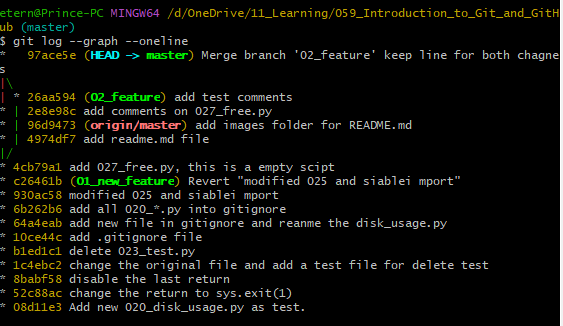 etern@Prince-PC MINGW64 /d/OneDrive/11_Learning/059_Introduction_to_Git_and_GitH
ub (master)
$ git log --graph --oneline
*   97ace5e (HEAD -> master) Merge branch '02_feature' keep line for both chagne
s
|\
| * 26aa594 (02_feature) add test comments
* | 2e8e98c add comments on 027_free.py
* | 96d9473 (origin/master) add images folder for README.md
* | 4974df7 add readme.md file
|/
* 4cb79a1 add 027_free.py, this is a empty scipt
* c26461b (01_new_feature) Revert "modified 025 and siablei mport"
* 930ac58 modified 025 and siablei mport
* 6b262b6 add all 020_*.py into gitignore
* 64a4eab add new file in gitignore and reanme the disk_usage.py
* 10ce44c add .gitignore file
* b1ed1c1 delete 023_test.py
* 1c4ebc2 change the original file and add a test file for delete test
* 8babf58 disable the last return
* 52c88ac change the return to sys.exit(1)
* 08d11e3 Add new 020_disk_usage.py as test.